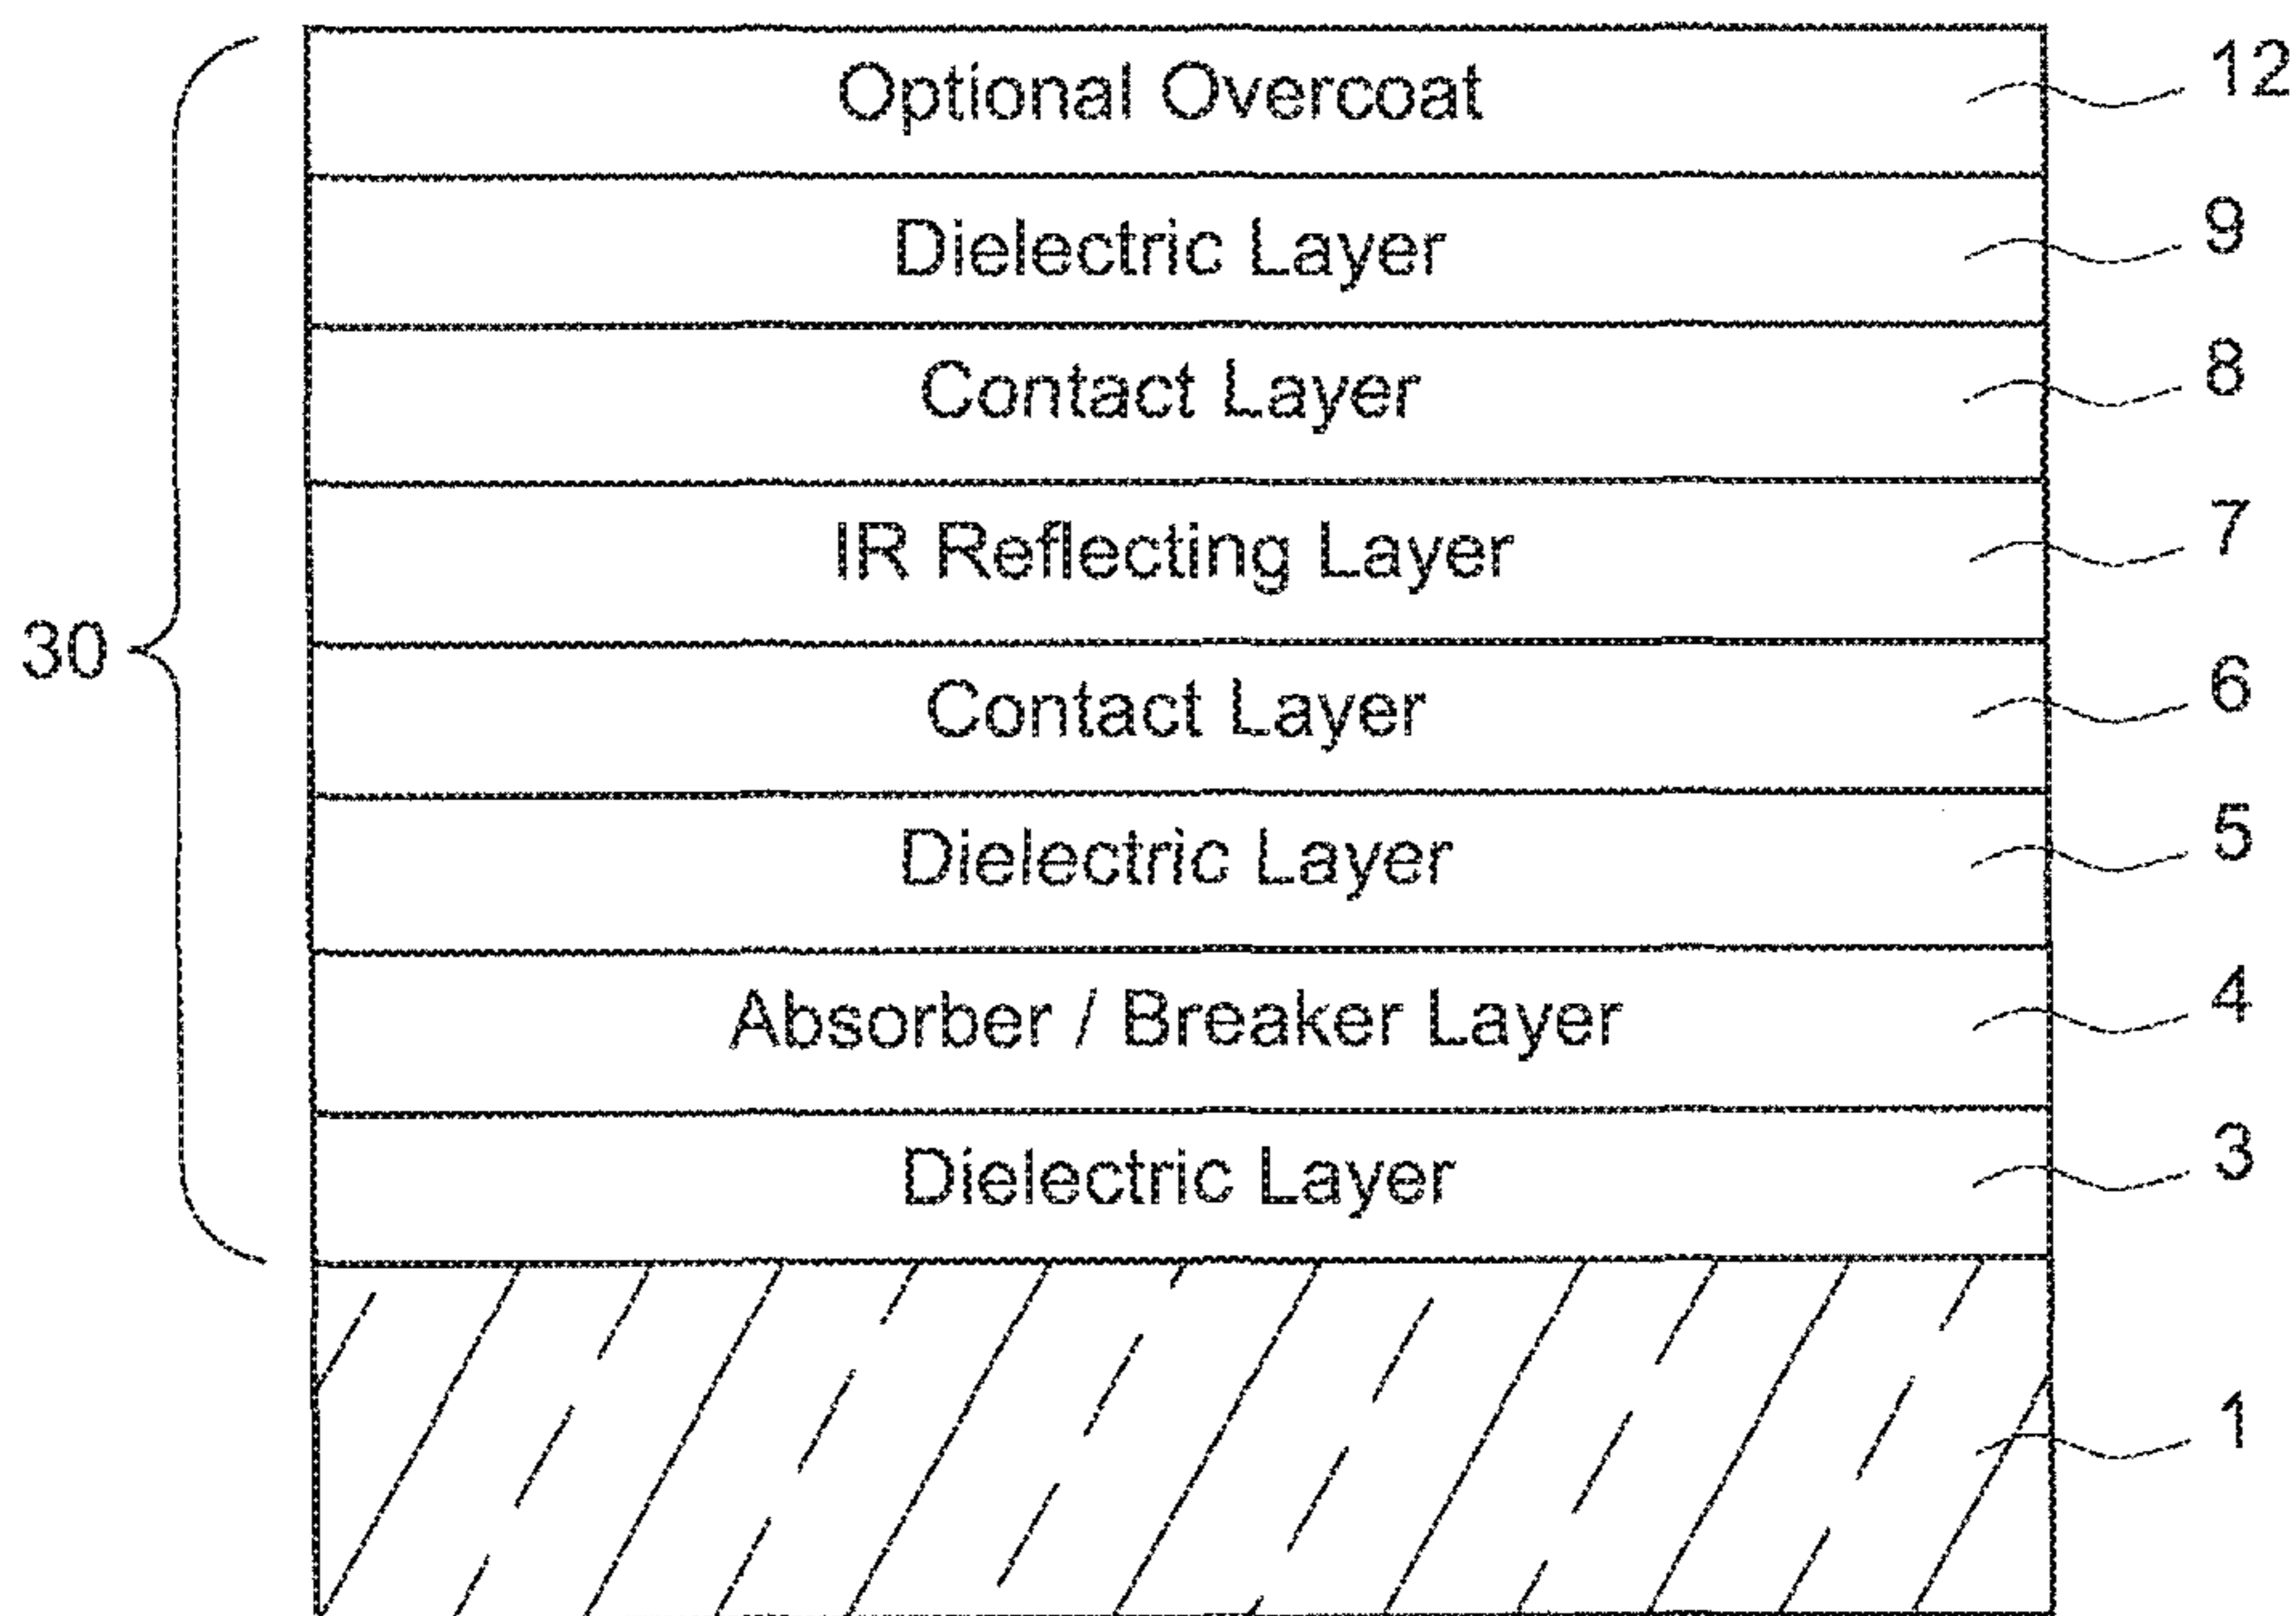 Optional Overcoat 12
Dielectric Layer 9
Contact Layer 8
IR Reflecting Layer 7
30
Contact Layer 6
Dielectric Layer 5
Absorber / Breaker Layer 4
Dielectric Layer 3
1